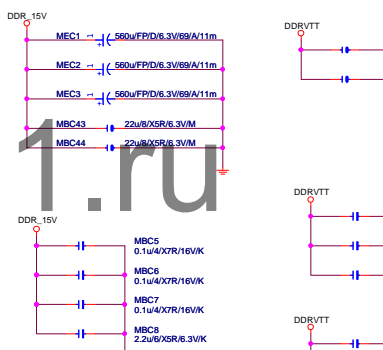 DDR_15V
MEC1 1 560u/FP/D/6.3V/69/A/11m
+
MEC2 1 560u/FP/D/6.3V/69/A/11m
+
MEC3 1 560u/FP/D/6.3V/69/A/11m
+
MBC43 22u/8/X5R/6.3V/M
MBC44 22u/8/X5R/6.3V/M
DDRVTT
1.ru
DDR_15V
MBC5
0.1u/4/X7R/16V/K
MBC6
0.1u/4/X7R/16V/K
MBC7
0.1u/4/X7R/16V/K
MBC8
2.2u/6/X5R/6.3V/K
DDRVTT
DDRVTT